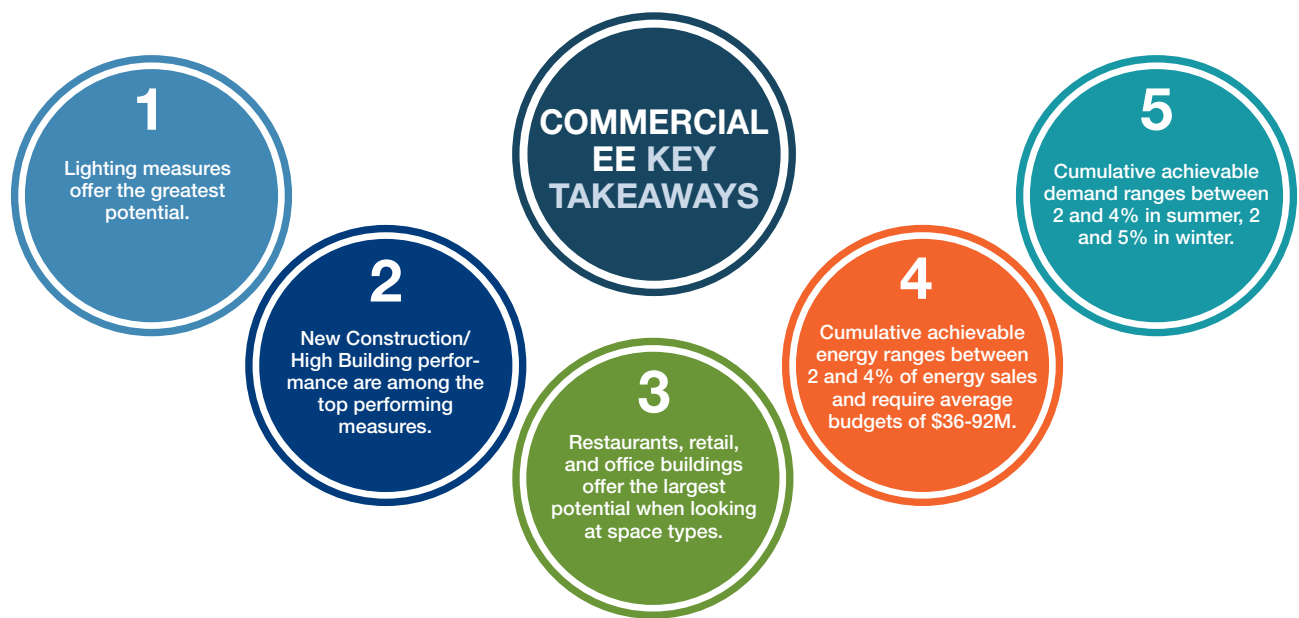 COMMERCIAL
EE KEY
TAKEAWAYS
1
Lighting measures
offer the greatest
potential.
2
New Construction/
High Building perfor-
mance are among the
top performing
measures.
3
Restaurants, retail,
and office buildings
offer the largest
potential when looking
at space types.
4
Cumulative achievable
energy ranges between
2 and 4% of energy sales
and require average
budgets of $36-92M.
5
Cumulative achievable
demand ranges between
2 and 4% in summer, 2
and 5% in winter.